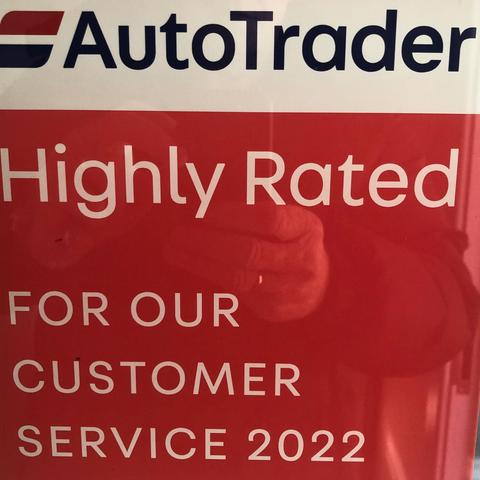 AutoTrader
Highly Rated
FOR OUR
CUSTOMER
SERVICE 2022